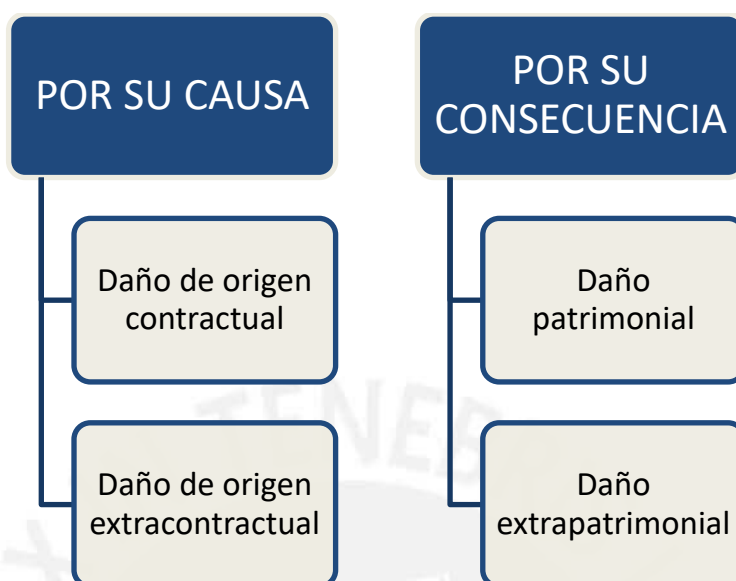 POR SU CAUSA
Daño de origen
contractual
Daño de origen
extracontractual
POR SU
CONSECUENCIA
Daño
patrimonial
Daño
extrapatrimonial